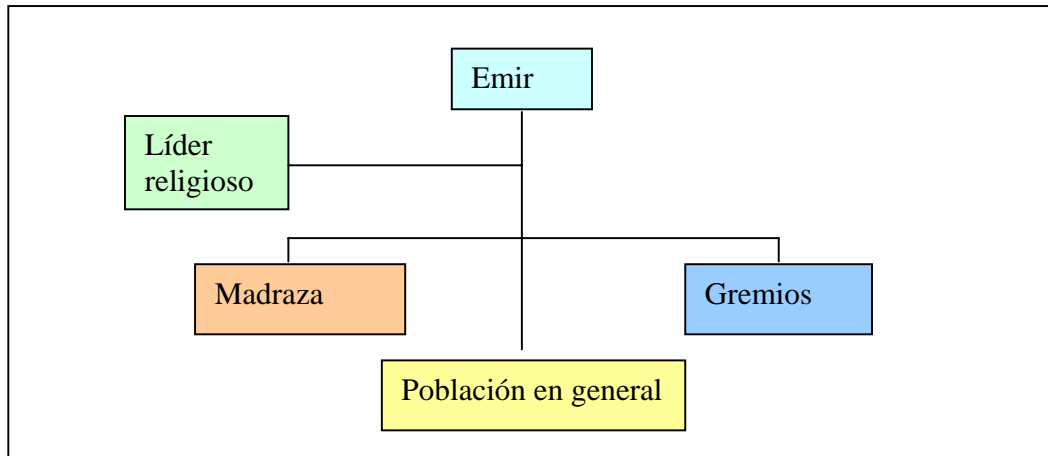 Emir
Líder
religioso
Madraza
Gremios
Población en general